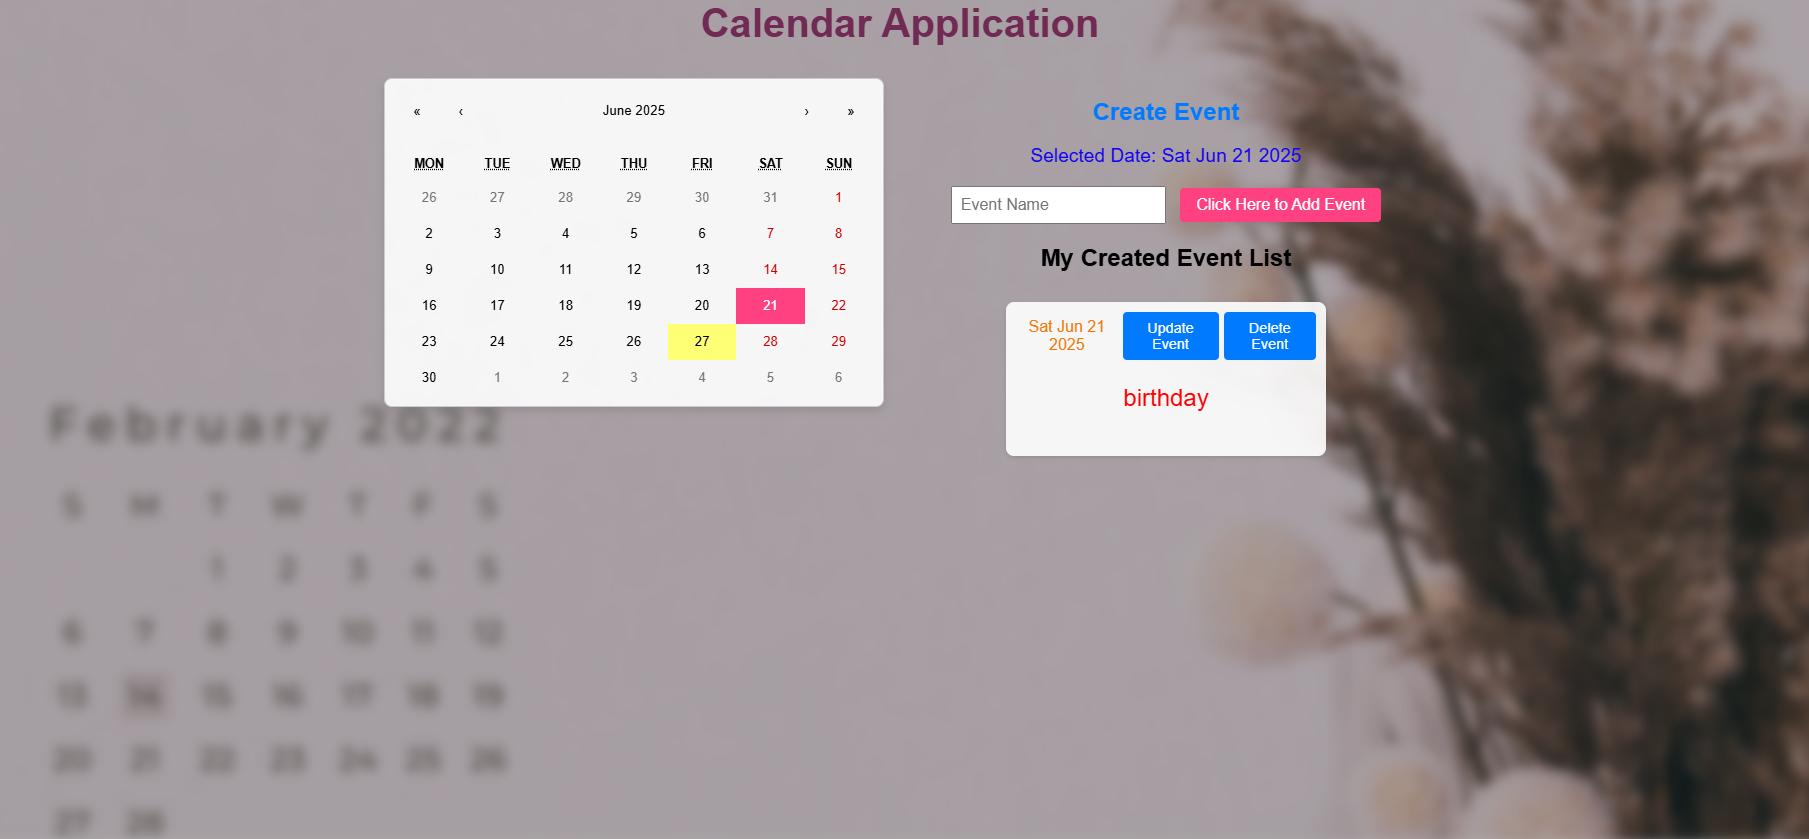 Calendar Application
« ‹ June 2025 › »
MON TUE WED THU FRI SAT SUN
26 27 28 29 30 31 1
2 3 4 5 6 7 8
9 10 11 12 13 14 15
16 17 18 19 20 21 22
23 24 25 26 27 28 29
30 1 2 3 4 5 6
Create Event
Selected Date: Sat Jun 21 2025
Event Name Click Here to Add Event
My Created Event List
Sat Jun 21
2025
Update
Event
Delete
Event
birthday
February 2022
S M T W T F S
1 2 3 4 5
6 7 8 9 10 11 12
13 14 15 16 17 18 19
20 21 22 23 24 25 26
27 28